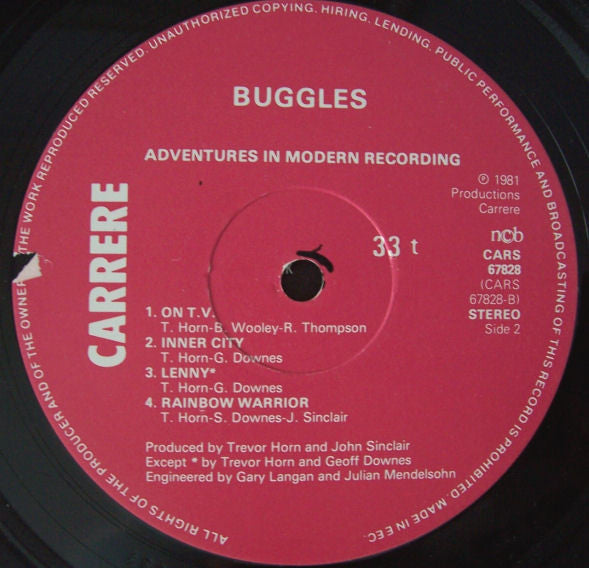 ALL RIGHTS OF THE PRODUCER AND OF THE OWNER THE WORK REPRODUCED RESERVED. UNAUTHORIZED COPYING. HIRING. LENDING. PUBLIC PERFORMANCE AND BROADCASTING OF THIS RECORD IS PROHIBITED - MADE IN EEC.
BUGGLES
ADVENTURES IN MODERN RECORDING
℗ 1981
Productions
Carrere
CARRERE
33 t
ncb
CARS
67828
(CARS
67828-B)
STEREO
Side 2
1. ON T.V.
T. Horn-B. Wooley-R. Thompson
2. INNER CITY
T. Horn-G. Downes
3. LENNY*
T. Horn-G. Downes
4. RAINBOW WARRIOR
T. Horn-S. Downes-J. Sinclair
Produced by Trevor Horn and John Sinclair
Except * by Trevor Horn and Geoff Downes
Engineered by Gary Langan and Julian Mendelsohn